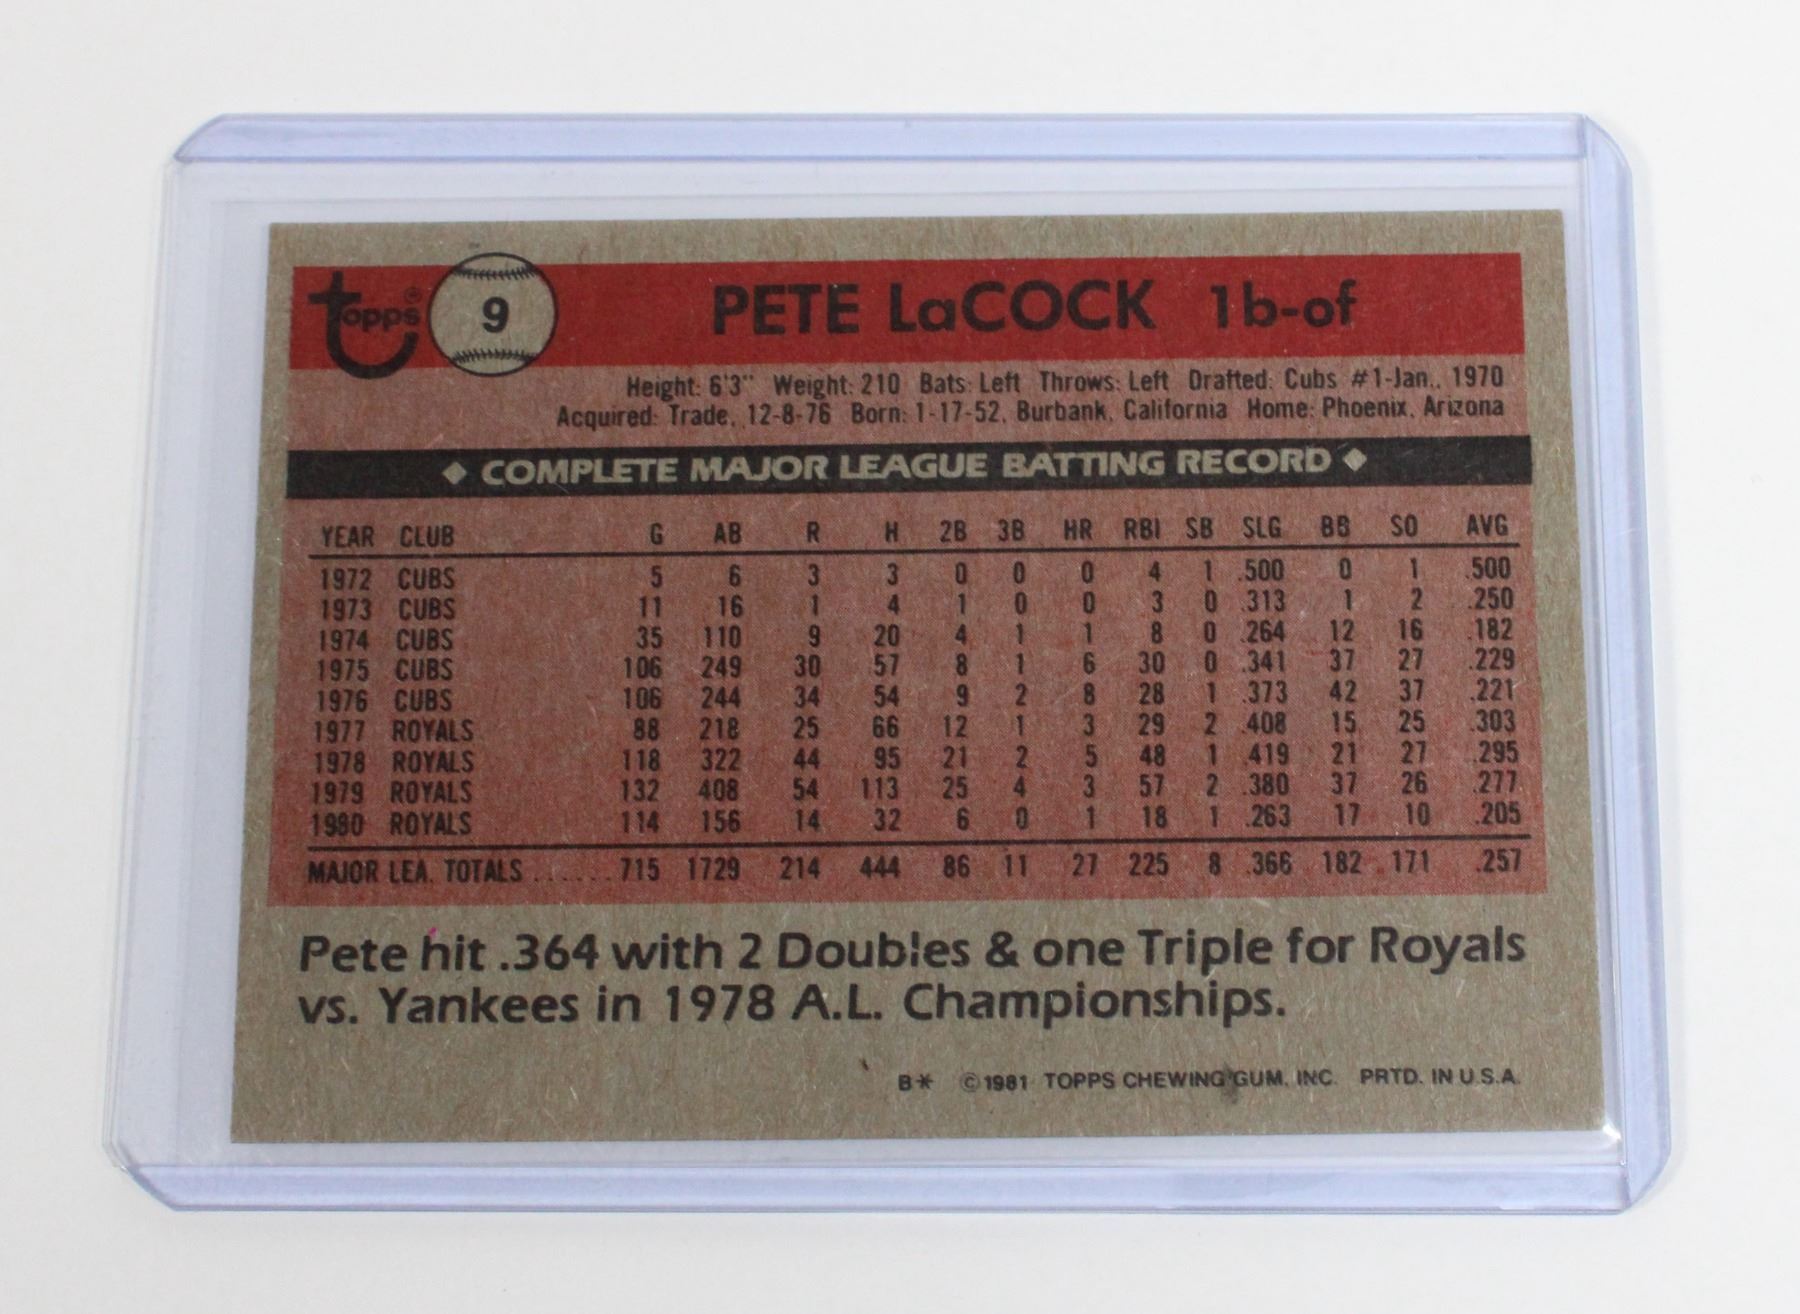 topps® 9 PETE LaCOCK 1b-of
Height: 6'3" Weight: 210 Bats: Left Throws: Left Drafted: Cubs #1-Jan., 1970
Acquired: Trade, 12-8-76 Born: 1-17-52, Burbank, California Home: Phoenix, Arizona
◆ COMPLETE MAJOR LEAGUE BATTING RECORD ◆
YEAR CLUB G AB R H 2B 3B HR RBI SB SLG BB SO AVG
1972 CUBS 5 6 3 3 0 0 0 4 1 .500 0 1 .500
1973 CUBS 11 16 1 4 1 0 0 3 0 .313 1 2 .250
1974 CUBS 35 110 9 20 4 1 1 8 0 .264 12 16 .182
1975 CUBS 106 249 30 57 8 1 6 30 0 .341 37 27 .229
1976 CUBS 106 244 34 54 9 2 8 28 1 .373 42 37 .221
1977 ROYALS 88 218 25 66 12 1 3 29 2 .408 15 25 .303
1978 ROYALS 118 322 44 95 21 2 5 48 1 .419 21 27 .295
1979 ROYALS 132 408 54 113 25 4 3 57 2 .380 37 26 .277
1980 ROYALS 114 156 14 32 6 0 1 18 1 .263 17 10 .205
MAJOR LEA. TOTALS ...... 715 1729 214 444 86 11 27 225 8 .366 182 171 .257
Pete hit .364 with 2 Doubles & one Triple for Royals
vs. Yankees in 1978 A.L. Championships.
B* ©1981 TOPPS CHEWING GUM, INC. PRTD. IN U.S.A.